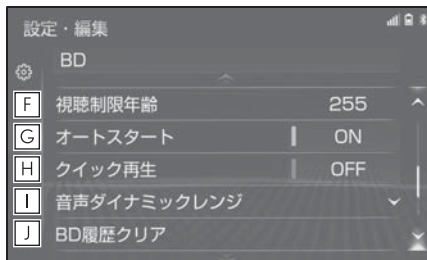 設定・編集
BD
F 視聴制限年齢 255
G オートスタート ON
H クイック再生 OFF
I 音声ダイナミックレンジ
J BD履歴クリア